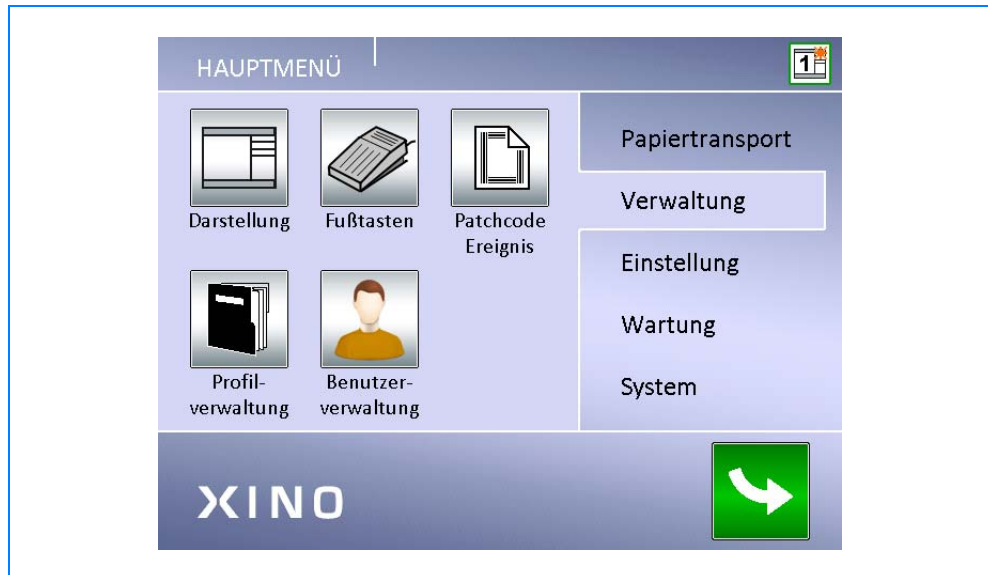 HAUPTMENÜ
1
Darstellung
Fußtasten
Patchcode
Ereignis
Profil-
verwaltung
Benutzer-
verwaltung
Papiertransport
Verwaltung
Einstellung
Wartung
System
XINO